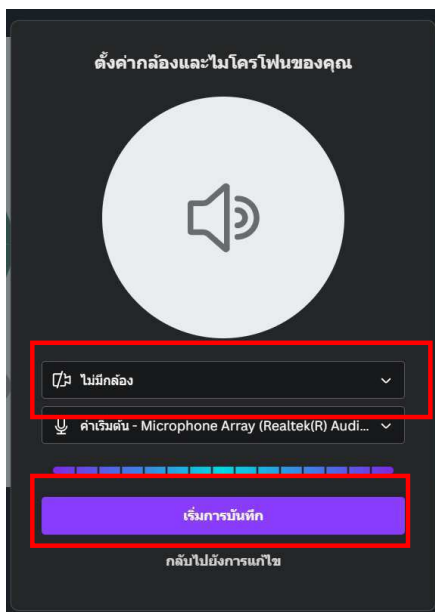 ตั้งค่ากล้องและไมโครโฟนของคุณ
ไม่มีกล้อง
ค่าเริ่มต้น - Microphone Array (Realtek(R) Audi...
เริ่มการบันทึก
กลับไปยังการแก้ไข